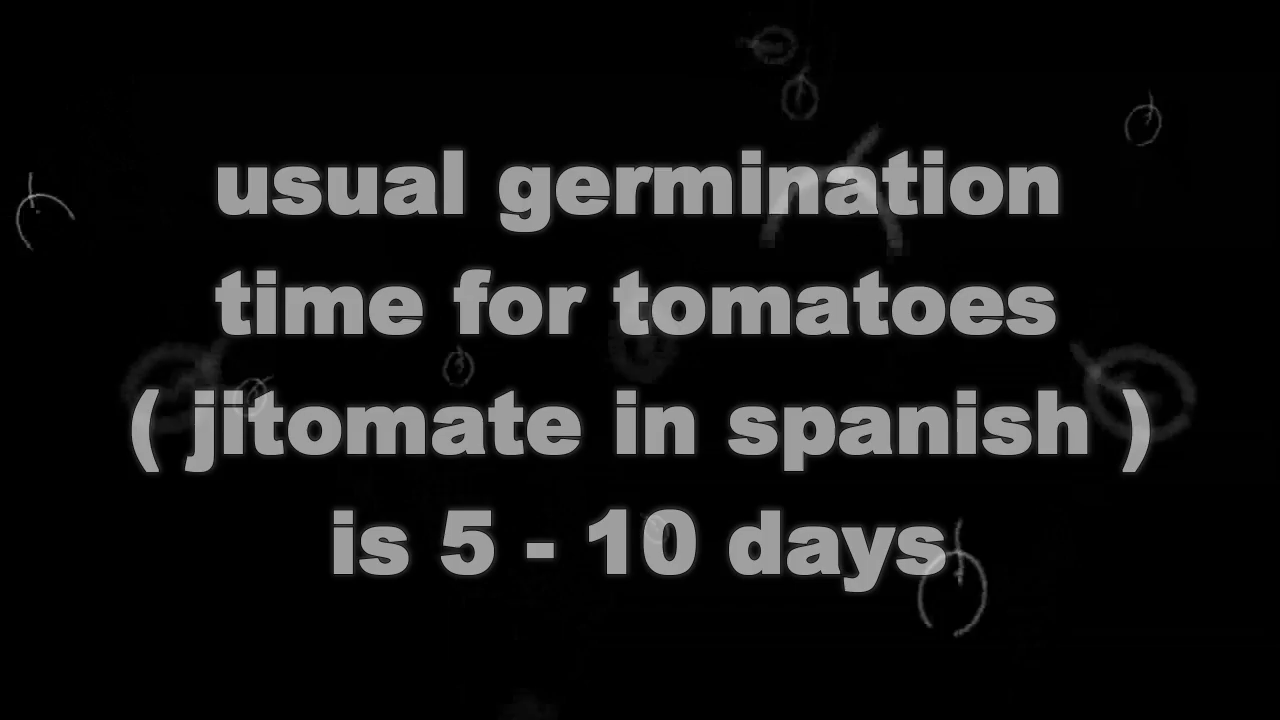 usual germination
time for tomatoes
( jitomate in spanish )
is 5 - 10 days